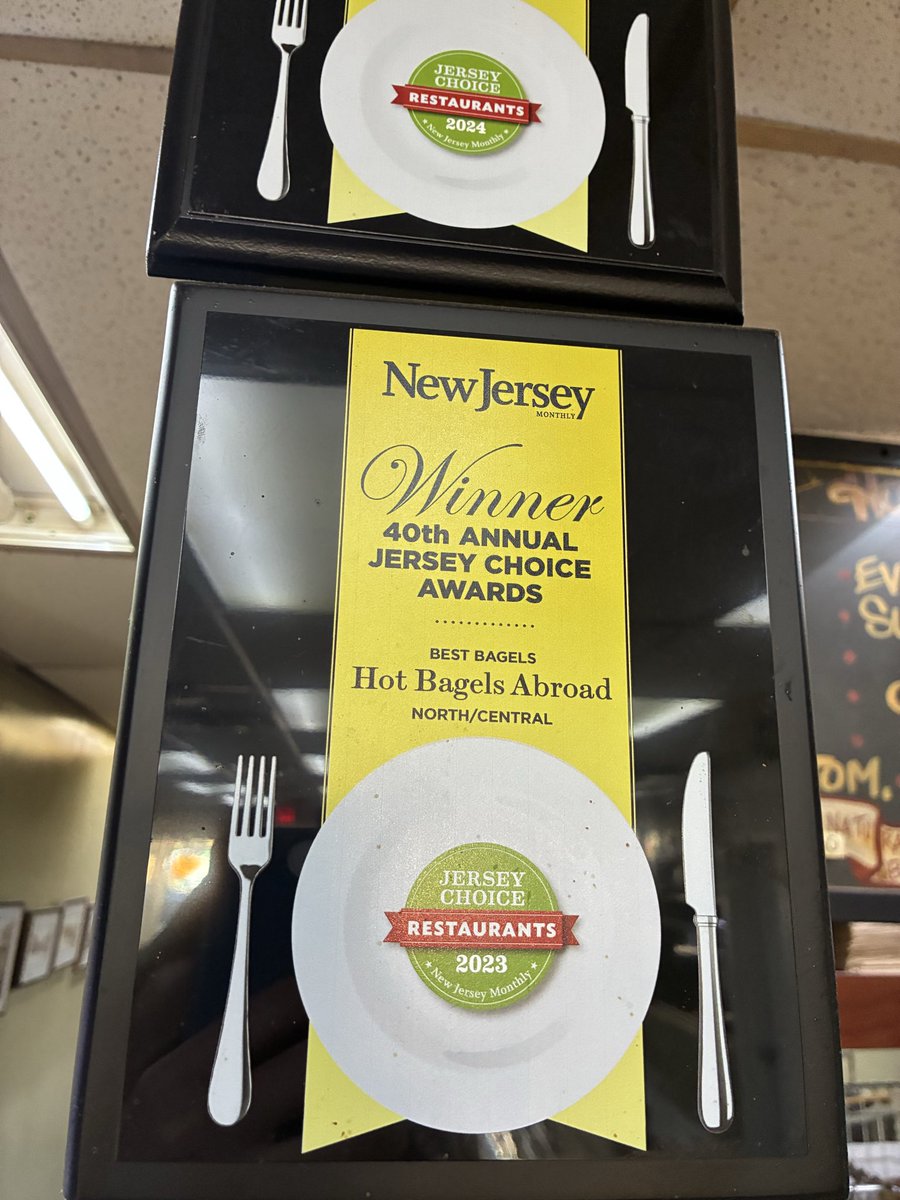 JERSEY
CHOICE
RESTAURANTS
2024
New Jersey Monthly
New Jersey
MONTHLY
Winner
40th ANNUAL
JERSEY CHOICE
AWARDS
BEST BAGELS
Hot Bagels Abroad
NORTH/CENTRAL
JERSEY
CHOICE
RESTAURANTS
2023
New Jersey Monthly